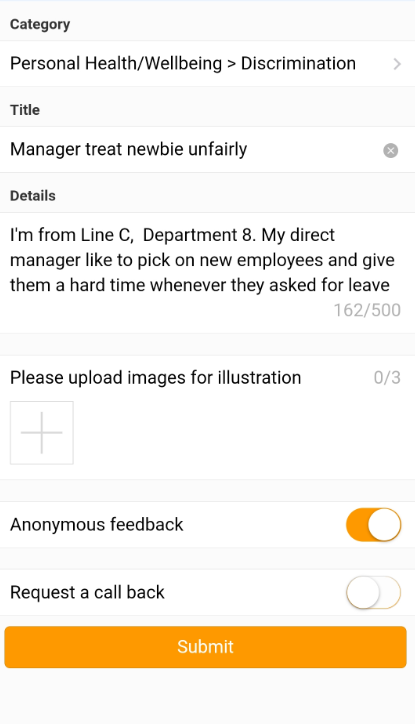 Category
Personal Health/Wellbeing > Discrimination
Title
Manager treat newbie unfairly
Details
I'm from Line C,  Department 8. My direct
manager like to pick on new employees and give
them a hard time whenever they asked for leave
162/500
Please upload images for illustration 0/3
Anonymous feedback
Request a call back
Submit